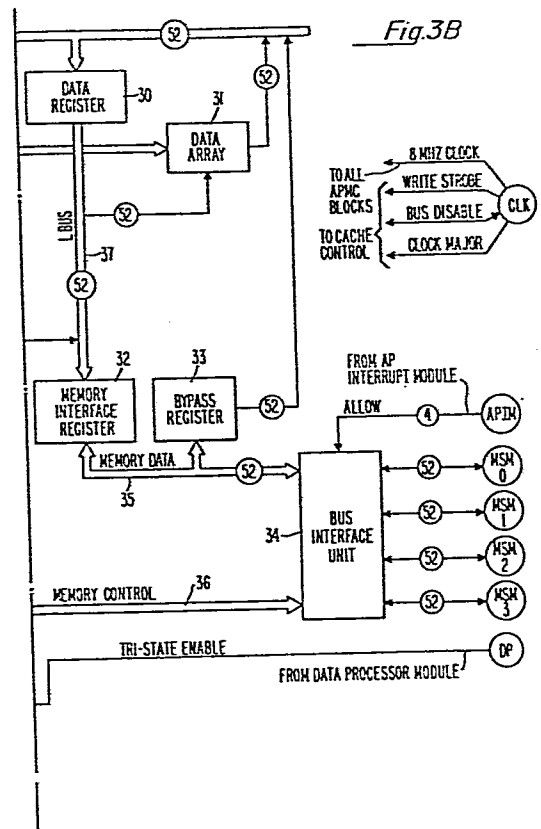 Fig.3B
52
DATA
REGISTER
30
31
DATA
ARRAY
52
52
52
L BUS
37
52
8 MHZ CLOCK
WRITE STROBE
BUS DISABLE
CLOCK MAJOR
TO ALL
APMC
BLOCKS
TO CACHE
CONTROL
CLK
32
MEMORY
INTERFACE
REGISTER
33
BYPASS
REGISTER
52
FROM AP
INTERRUPT MODULE
ALLOW
4
APIM
MEMORY DATA
35
52
34
BUS
INTERFACE
UNIT
52
MSM
0
52
MSM
1
52
MSM
2
52
MSM
3
MEMORY CONTROL
36
TRI-STATE ENABLE
DP
FROM DATA PROCESSOR MODULE